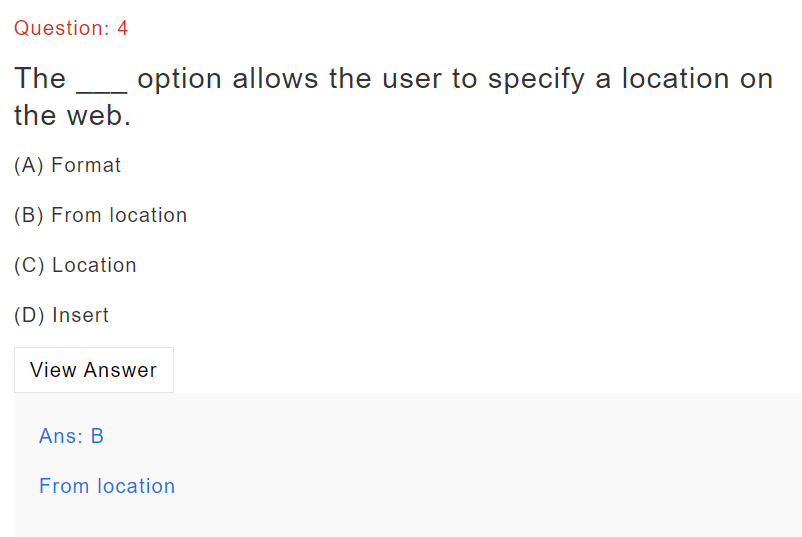 Question: 4
The ___ option allows the user to specify a location on
the web.
(A) Format
(B) From location
(C) Location
(D) Insert
View Answer
Ans: B
From location